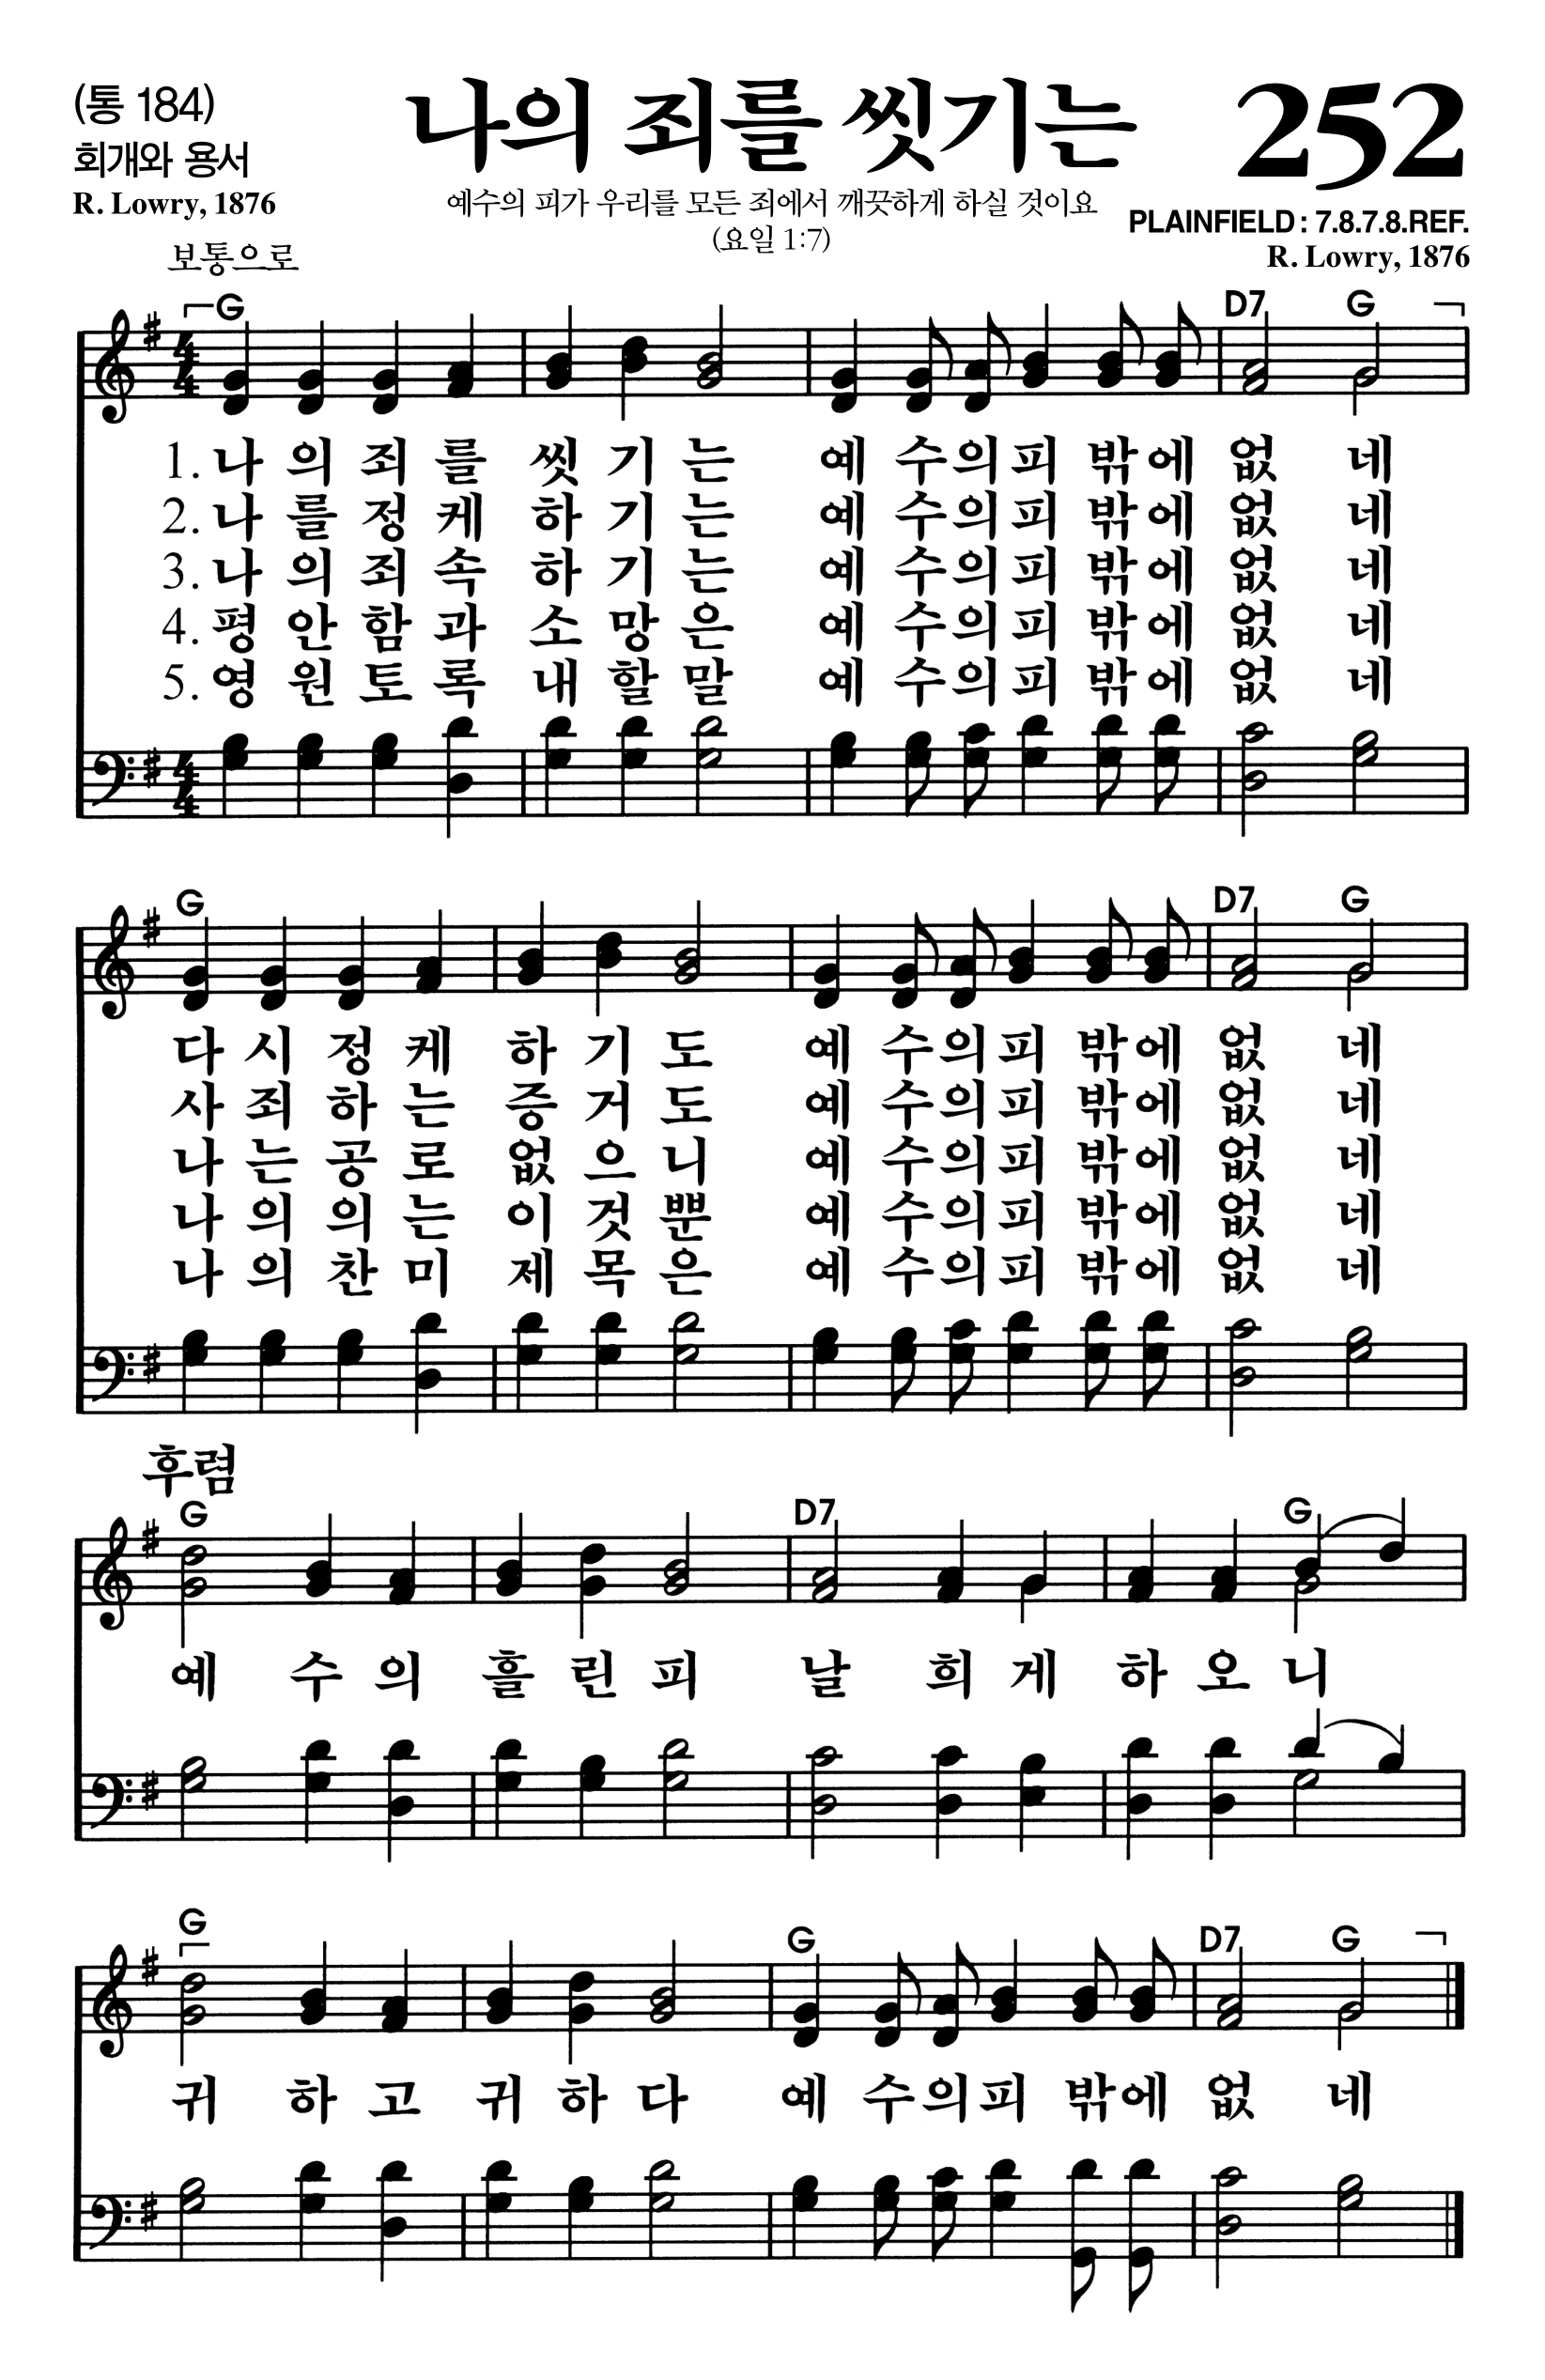 (통 184)
나의 죄를 씻기는
252
회개와 용서
R. Lowry, 1876
예수의 피가 우리를 모든 죄에서 깨끗하게 하실 것이요
(요일 1:7)
PLAINFIELD : 7.8.7.8.REF.
R. Lowry, 1876
보통으로
G D7 G
1. 나 의 죄 를 씻 기 는 예 수의피 밖에 없 네
2. 나 를 정 케 하 기 는 예 수의피 밖에 없 네
3. 나 의 죄 속 하 기 는 예 수의피 밖에 없 네
4. 평 안 함 과 소 망 은 예 수의피 밖에 없 네
5. 영 원 토 록 내 할 말 예 수의피 밖에 없 네
G D7 G
다 시 정 케 하 기 도 예 수의피 밖에 없 네
사 죄 하 는 증 거 도 예 수의피 밖에 없 네
나 는 공 로 없 으 니 예 수의피 밖에 없 네
나 의 의 는 이 것 뿐 예 수의피 밖에 없 네
나 의 찬 미 제 목 은 예 수의피 밖에 없 네
후렴
G D7 G
예 수 의 흘 린 피 날 희 게 하 오 니
G G D7 G
귀 하 고 귀 하 다 예 수의피 밖에 없 네